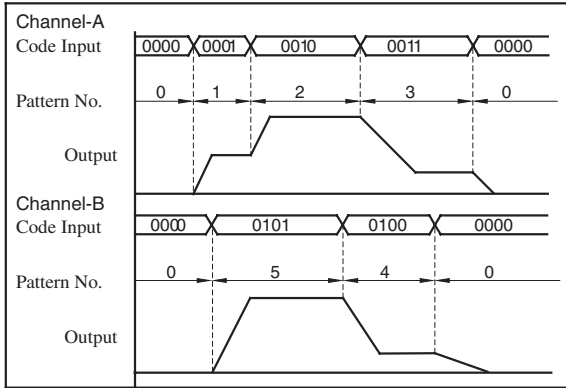 Channel-A
Code Input 0000 0001 0010 0011 0000
Pattern No. 0 1 2 3 0
Output
Channel-B
Code Input 0000 0101 0100 0000
Pattern No. 0 5 4 0
Output